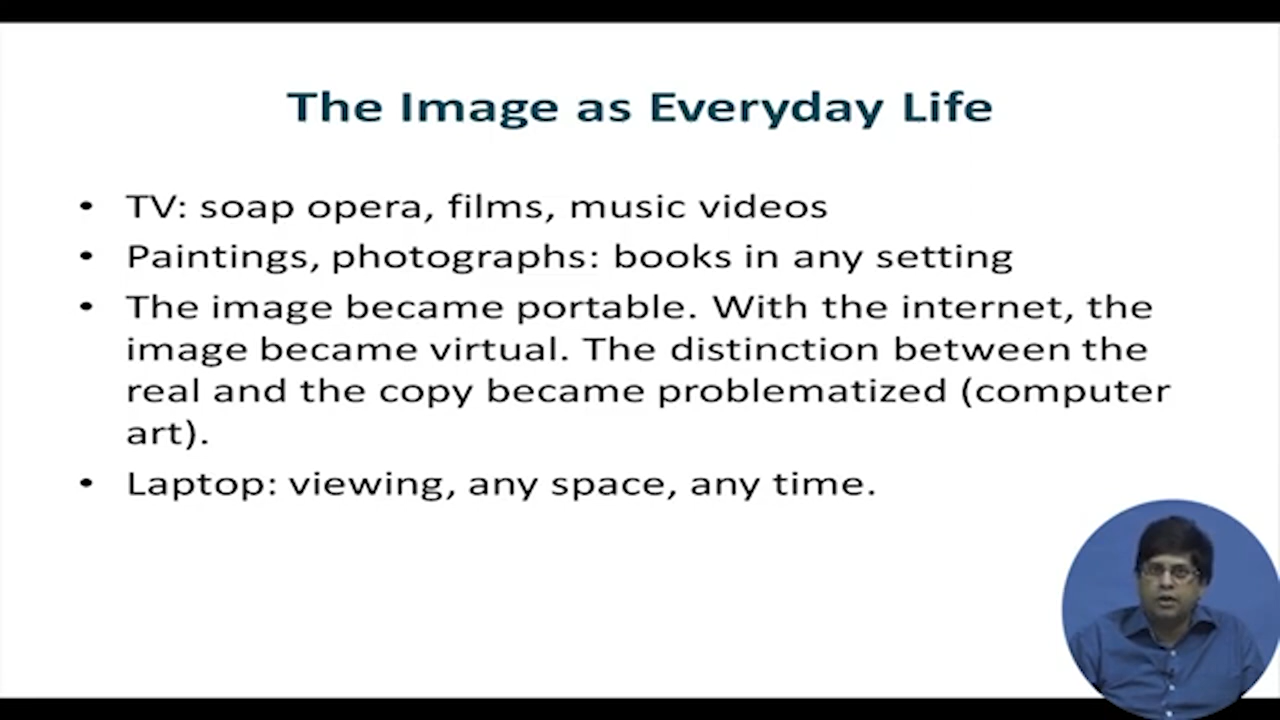 The Image as Everyday Life
• TV: soap opera, films, music videos
• Paintings, photographs: books in any setting
• The image became portable. With the internet, the
image became virtual. The distinction between the
real and the copy became problematized (computer
art).
• Laptop: viewing, any space, any time.